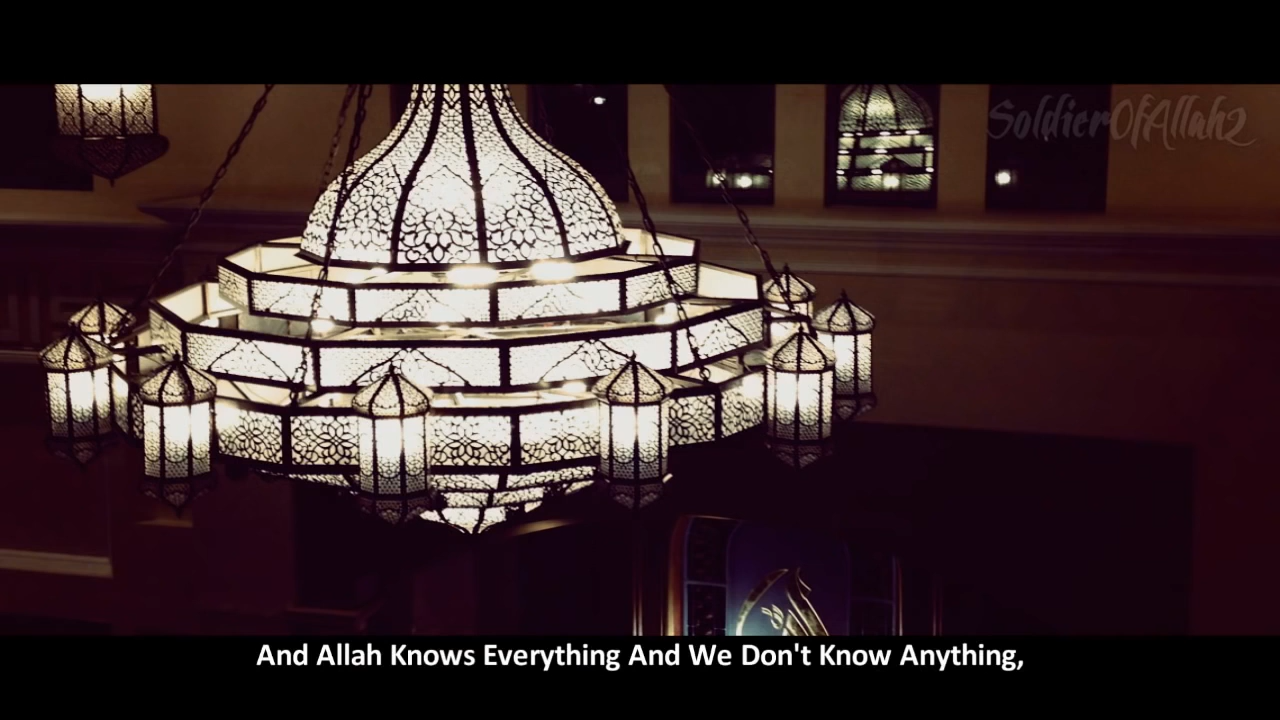 SoldierOfAllah2
And Allah Knows Everything And We Don't Know Anything,